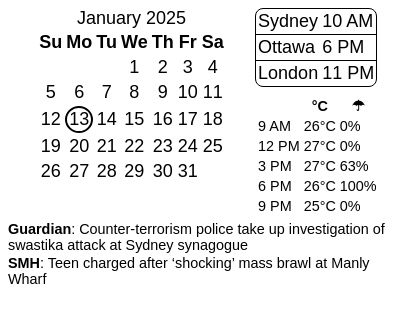 January 2025
Su Mo Tu We Th Fr Sa
1 2 3 4
5 6 7 8 9 10 11
12 13 14 15 16 17 18
19 20 21 22 23 24 25
26 27 28 29 30 31
Sydney 10 AM
Ottawa 6 PM
London 11 PM
°C ☂
9 AM 26°C 0%
12 PM 27°C 0%
3 PM 27°C 63%
6 PM 26°C 100%
9 PM 25°C 0%
Guardian: Counter-terrorism police take up investigation of
swastika attack at Sydney synagogue
SMH: Teen charged after ‘shocking’ mass brawl at Manly
Wharf